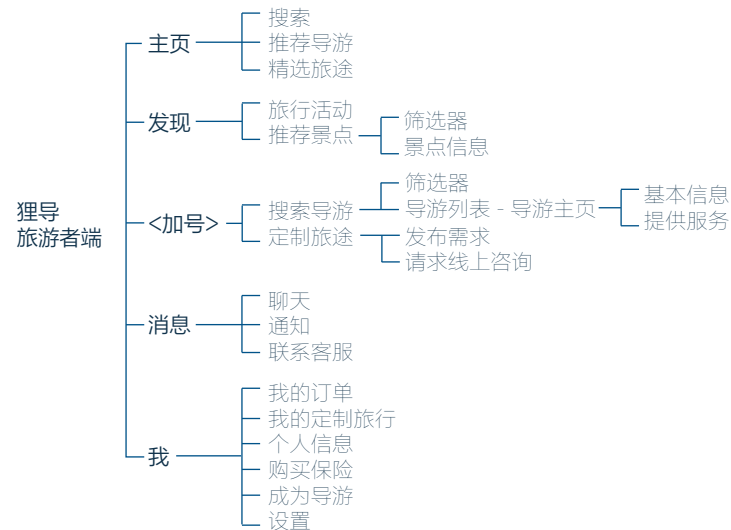 狸导
旅游者端
主页
搜索
推荐导游
精选旅途
发现
旅行活动
推荐景点
筛选器
景点信息
<加号>
搜索导游
筛选器
导游列表 - 导游主页
基本信息
提供服务
定制旅途
发布需求
请求线上咨询
消息
聊天
通知
联系客服
我
我的订单
我的定制旅行
个人信息
购买保险
成为导游
设置